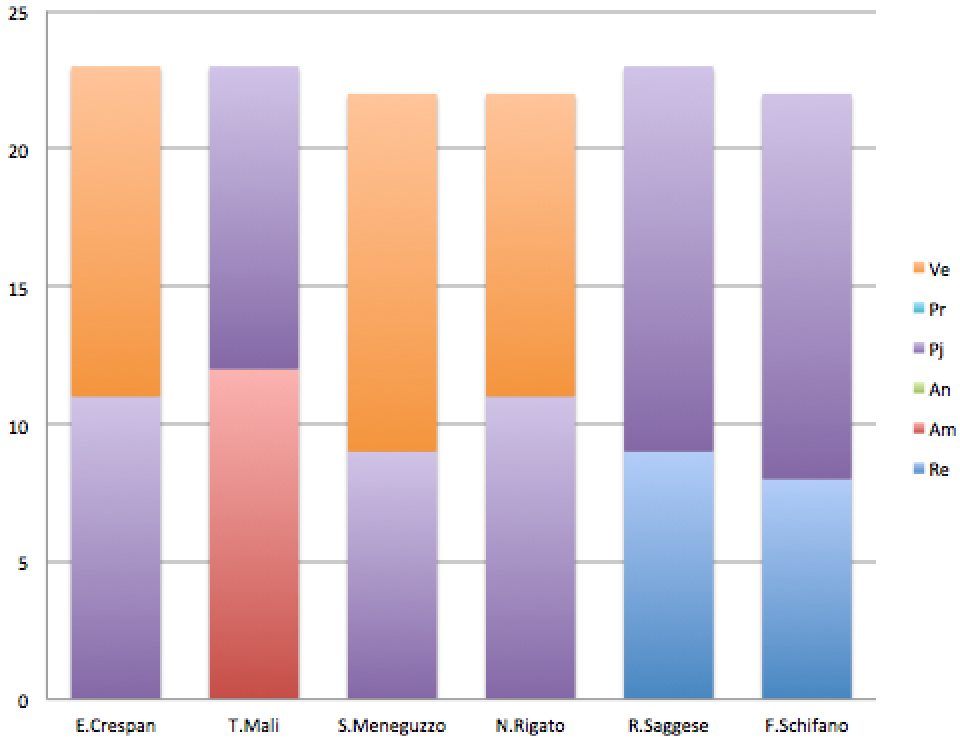 25
20
15
10
5
0
E.Crespan T.Mali S.Meneguzzo N.Rigato R.Saggese F.Schifano
Ve
Pr
Pj
An
Am
Re